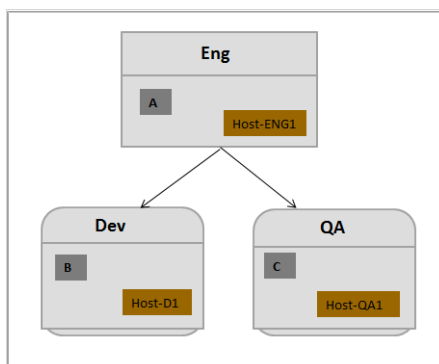 Eng
A
Host-ENG1
Dev
B
Host-D1
QA
C
Host-QA1